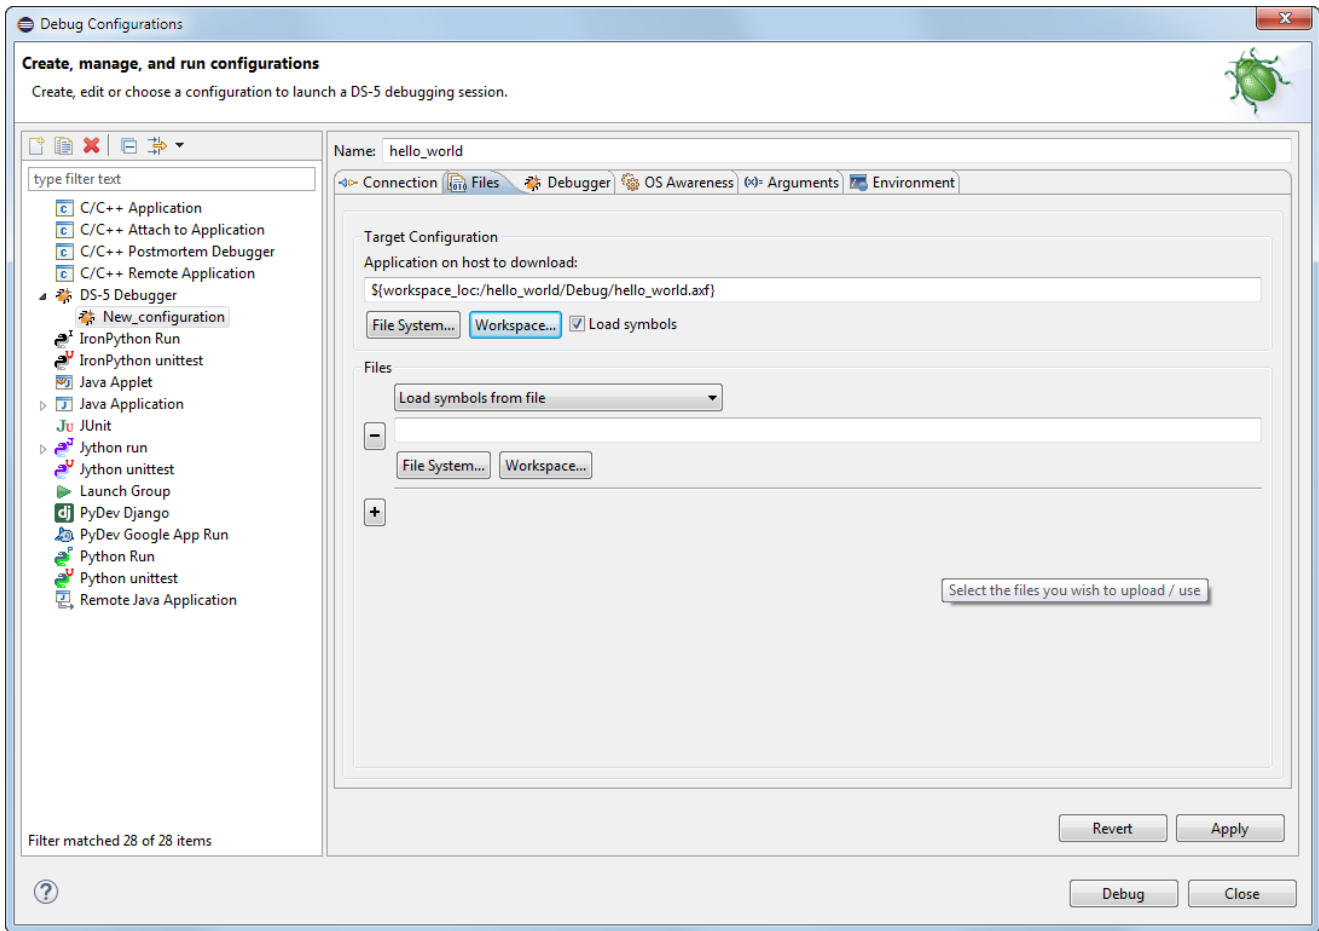 Debug Configurations
Create, manage, and run configurations
Create, edit or choose a configuration to launch a DS-5 debugging session.
type filter text
C/C++ Application
C/C++ Attach to Application
C/C++ Postmortem Debugger
C/C++ Remote Application
DS-5 Debugger
New_configuration
IronPython Run
IronPython unittest
Java Applet
Java Application
JUnit
Jython run
Jython unittest
Launch Group
PyDev Django
PyDev Google App Run
Python Run
Python unittest
Remote Java Application
Filter matched 28 of 28 items
Name: hello_world
Connection Files Debugger OS Awareness (x)= Arguments Environment
Target Configuration
Application on host to download:
${workspace_loc:/hello_world/Debug/hello_world.axf}
File System... Workspace... Load symbols
Files
Load symbols from file
File System... Workspace...
Select the files you wish to upload / use
Revert Apply
Debug Close